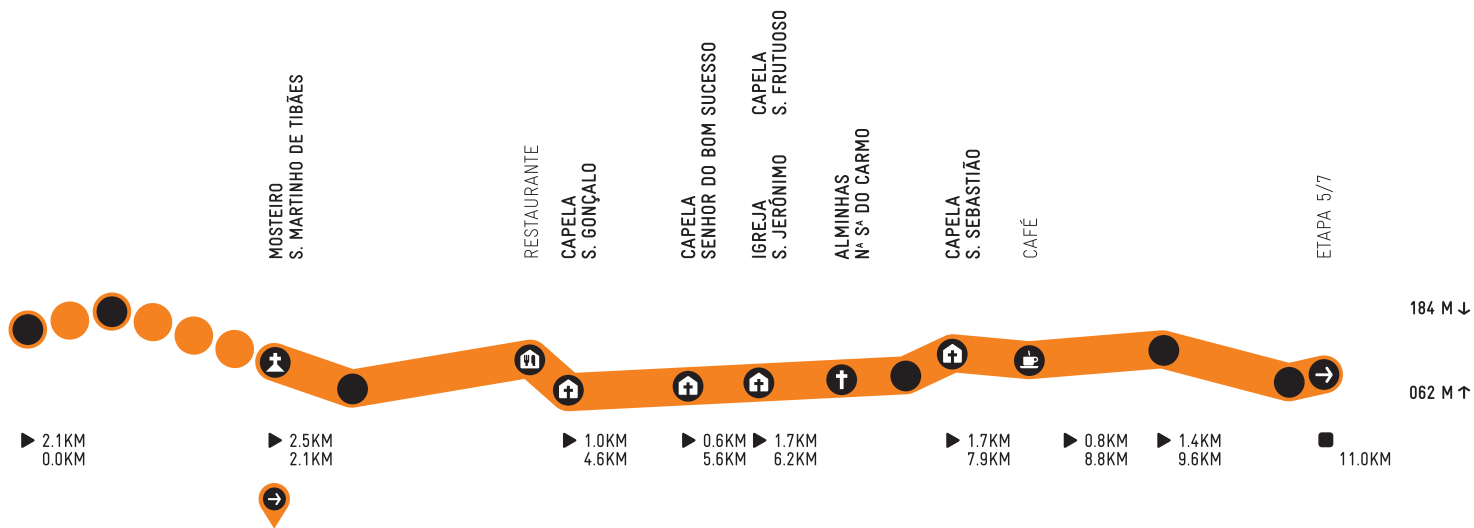 MOSTEIRO
S. MARTINHO DE TIBÃES
RESTAURANTE
CAPELA
S. GONÇALO
CAPELA
SENHOR DO BOM SUCESSO
CAPELA
S. FRUTUOSO
IGREJA
S. JERÓNIMO
ALMINHAS
Nª Sª DO CARMO
CAPELA
S. SEBASTIÃO
CAFÉ
ETAPA 5/7
184 M ↓
062 M ↑
2.1KM
0.0KM
2.5KM
2.1KM
1.0KM
4.6KM
0.6KM
5.6KM
1.7KM
6.2KM
1.7KM
7.9KM
0.8KM
8.8KM
1.4KM
9.6KM
11.0KM